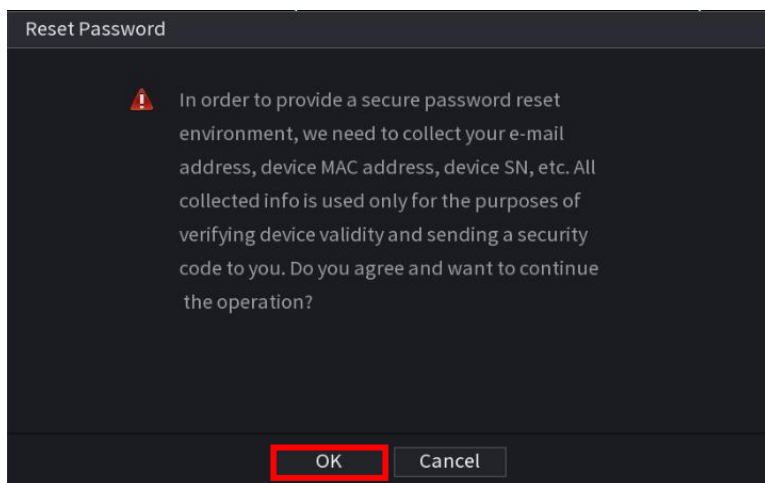 Reset Password
In order to provide a secure password reset
environment, we need to collect your e-mail
address, device MAC address, device SN, etc. All
collected info is used only for the purposes of
verifying device validity and sending a security
code to you. Do you agree and want to continue
the operation?
OK Cancel